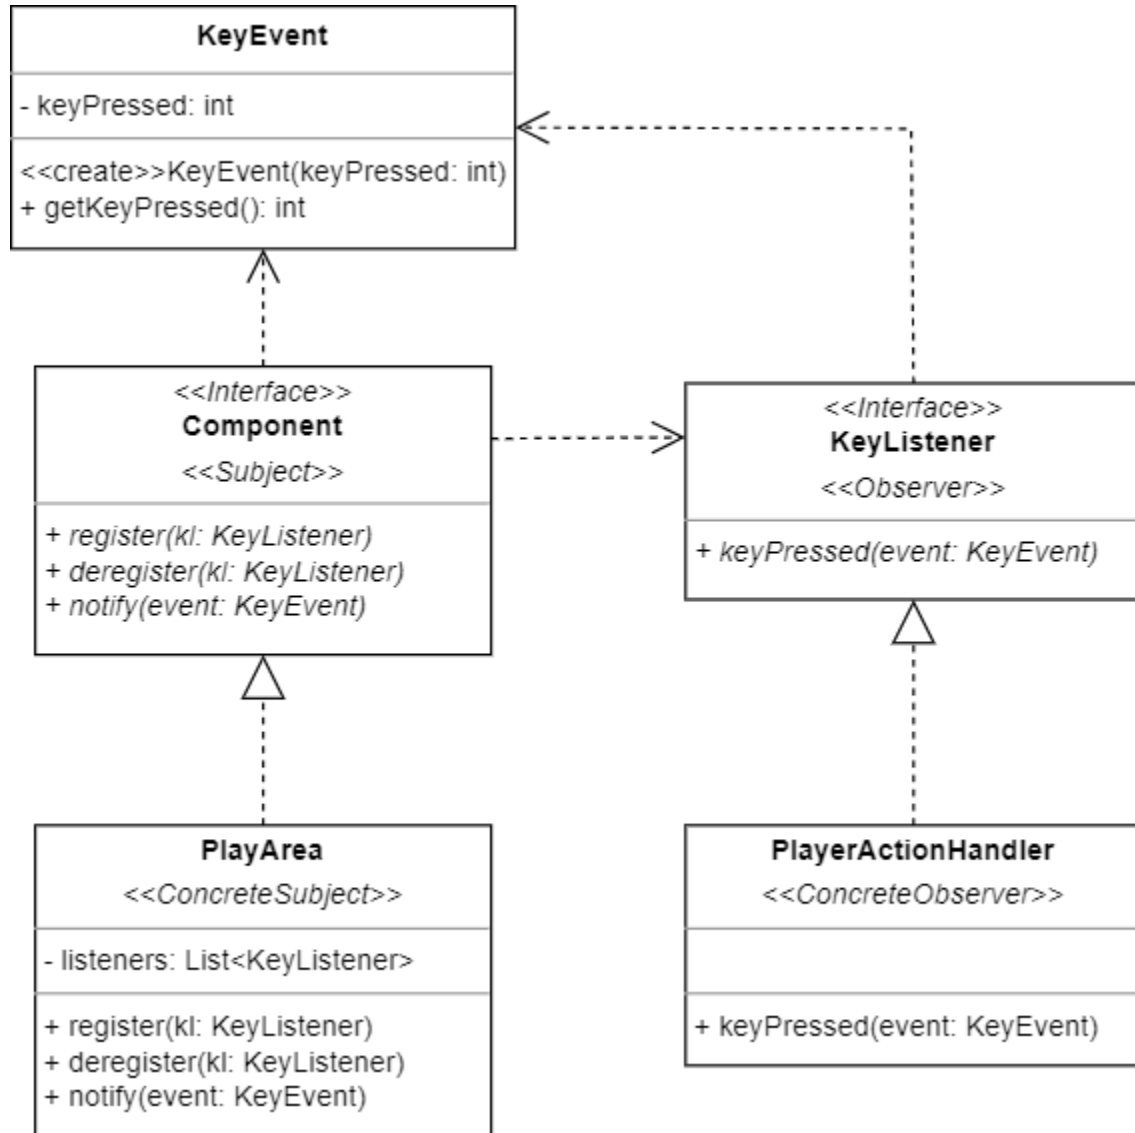 KeyEvent
- keyPressed: int
<<create>>KeyEvent(keyPressed: int)
+ getKeyPressed(): int
<<Interface>>
Component
<<Subject>>
+ register(kl: KeyListener)
+ deregister(kl: KeyListener)
+ notify(event: KeyEvent)
<<Interface>>
KeyListener
<<Observer>>
+ keyPressed(event: KeyEvent)
PlayArea
<<ConcreteSubject>>
- listeners: List<KeyListener>
+ register(kl: KeyListener)
+ deregister(kl: KeyListener)
+ notify(event: KeyEvent)
PlayerActionHandler
<<ConcreteObserver>>
+ keyPressed(event: KeyEvent)